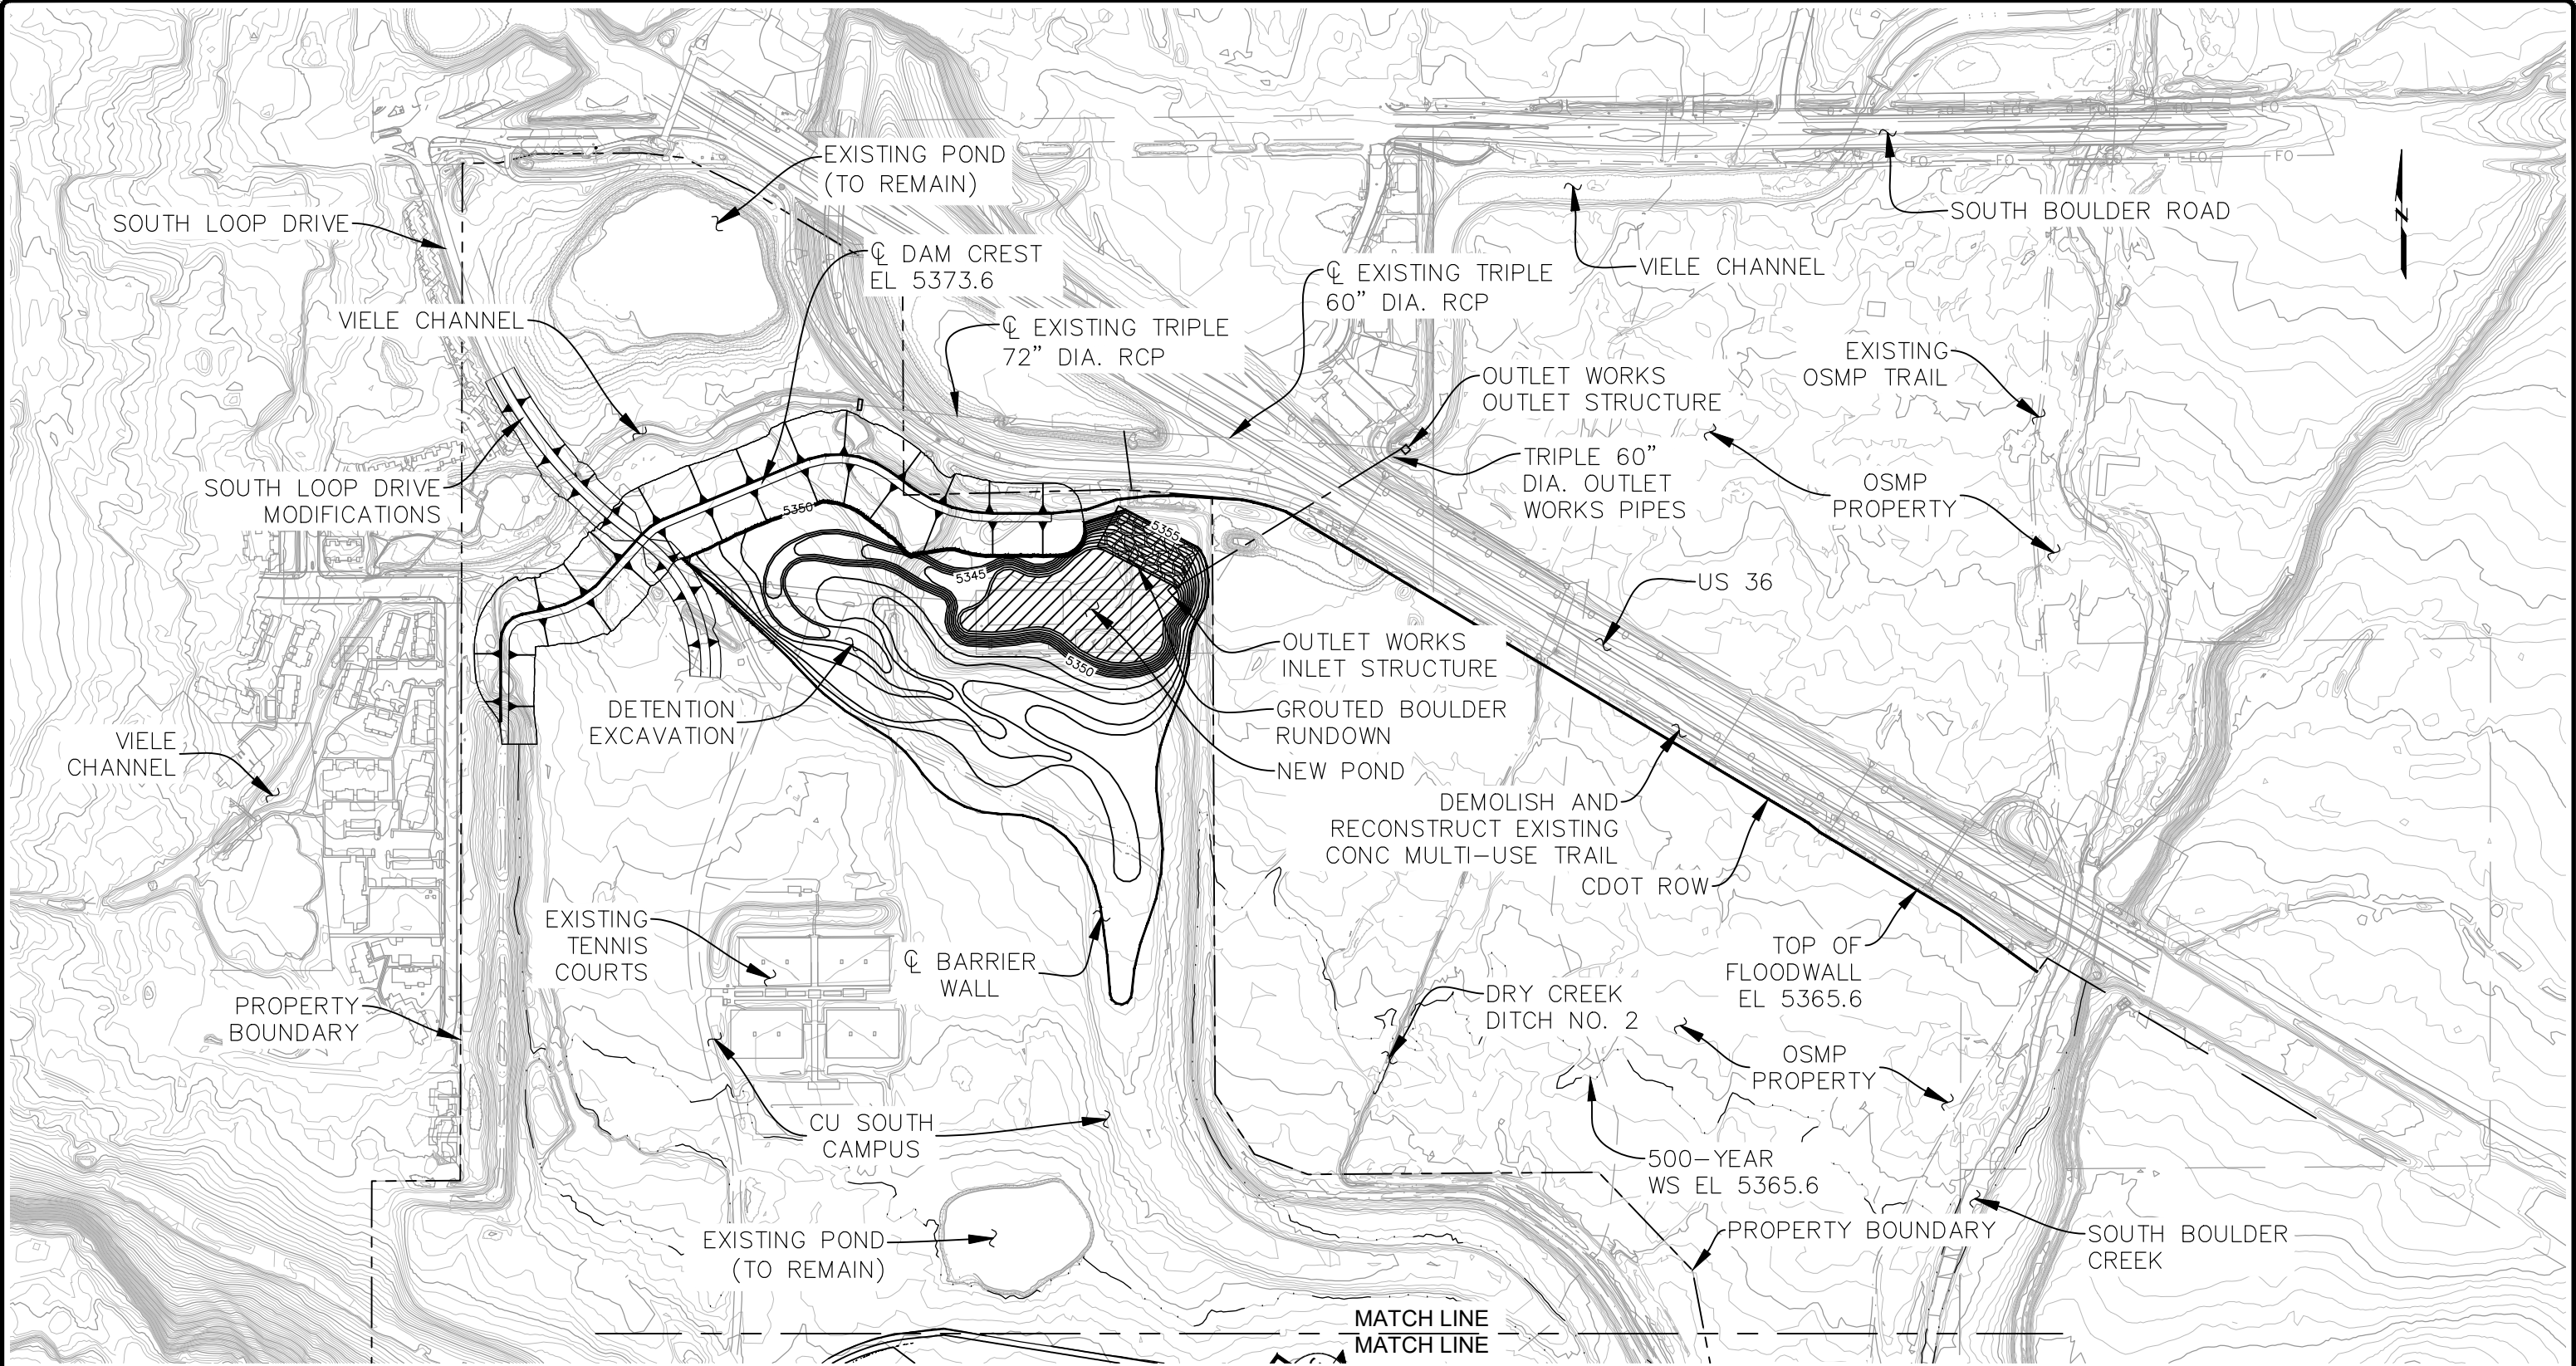 EXISTING POND
(TO REMAIN)
SOUTH LOOP DRIVE
℄ DAM CREST
EL 5373.6
VIELE CHANNEL
℄ EXISTING TRIPLE
72" DIA. RCP
℄ EXISTING TRIPLE
60" DIA. RCP
VIELE CHANNEL
SOUTH BOULDER ROAD
FO
FO
FO
FO
FO
N
OUTLET WORKS
OUTLET STRUCTURE
EXISTING
OSMP TRAIL
TRIPLE 60"
DIA. OUTLET
WORKS PIPES
OSMP
PROPERTY
SOUTH LOOP DRIVE
MODIFICATIONS
5350
5355
5345
5350
US 36
OUTLET WORKS
INLET STRUCTURE
GROUTED BOULDER
RUNDOWN
NEW POND
DETENTION
EXCAVATION
VIELE
CHANNEL
DEMOLISH AND
RECONSTRUCT EXISTING
CONC MULTI-USE TRAIL
CDOT ROW
TOP OF
FLOODWALL
EL 5365.6
EXISTING
TENNIS
COURTS
℄ BARRIER
WALL
PROPERTY
BOUNDARY
DRY CREEK
DITCH NO. 2
OSMP
PROPERTY
CU SOUTH
CAMPUS
500-YEAR
WS EL 5365.6
PROPERTY BOUNDARY
SOUTH BOULDER
CREEK
EXISTING POND
(TO REMAIN)
MATCH LINE
MATCH LINE